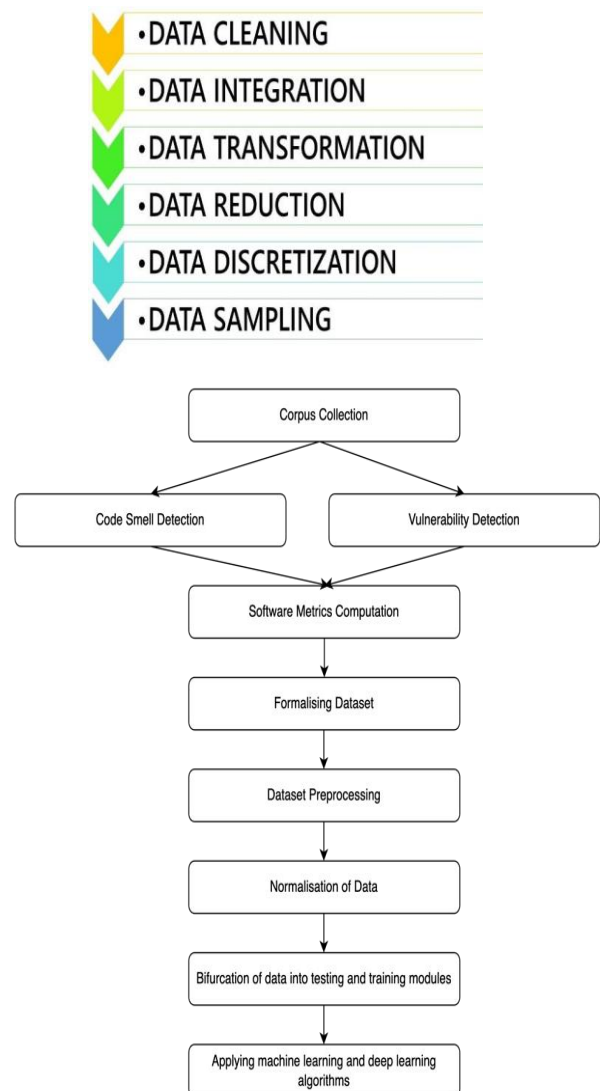 •DATA CLEANING
•DATA INTEGRATION
•DATA TRANSFORMATION
•DATA REDUCTION
•DATA DISCRETIZATION
•DATA SAMPLING
Corpus Collection
Code Smell Detection
Vulnerability Detection
Software Metrics Computation
Formalising Dataset
Dataset Preprocessing
Normalisation of Data
Bifurcation of data into testing and training modules
Applying machine learning and deep learning
algorithms